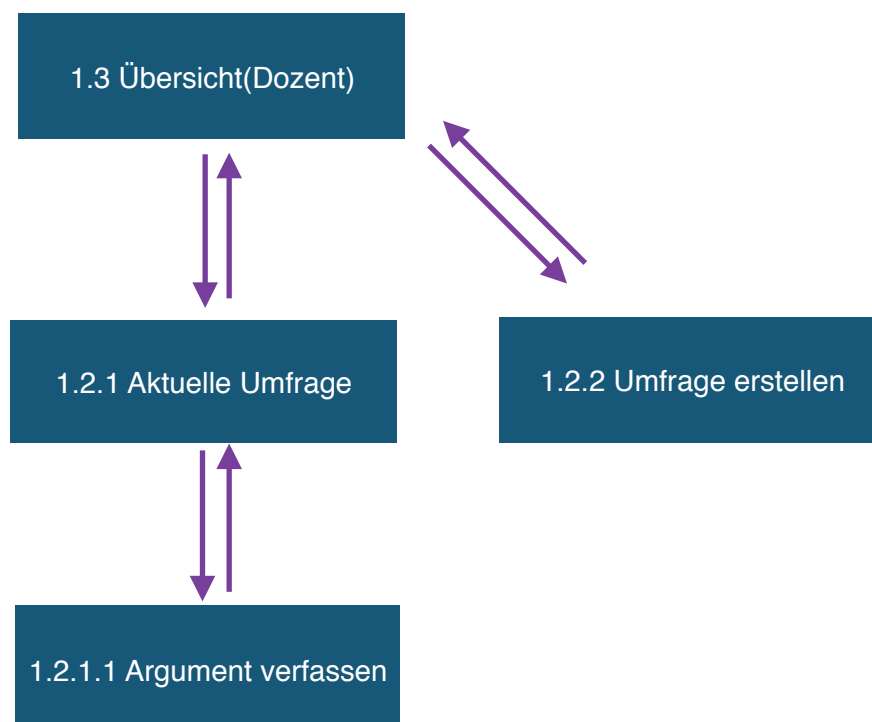 1.3 Übersicht(Dozent)
1.2.1 Aktuelle Umfrage
1.2.2 Umfrage erstellen
1.2.1.1 Argument verfassen